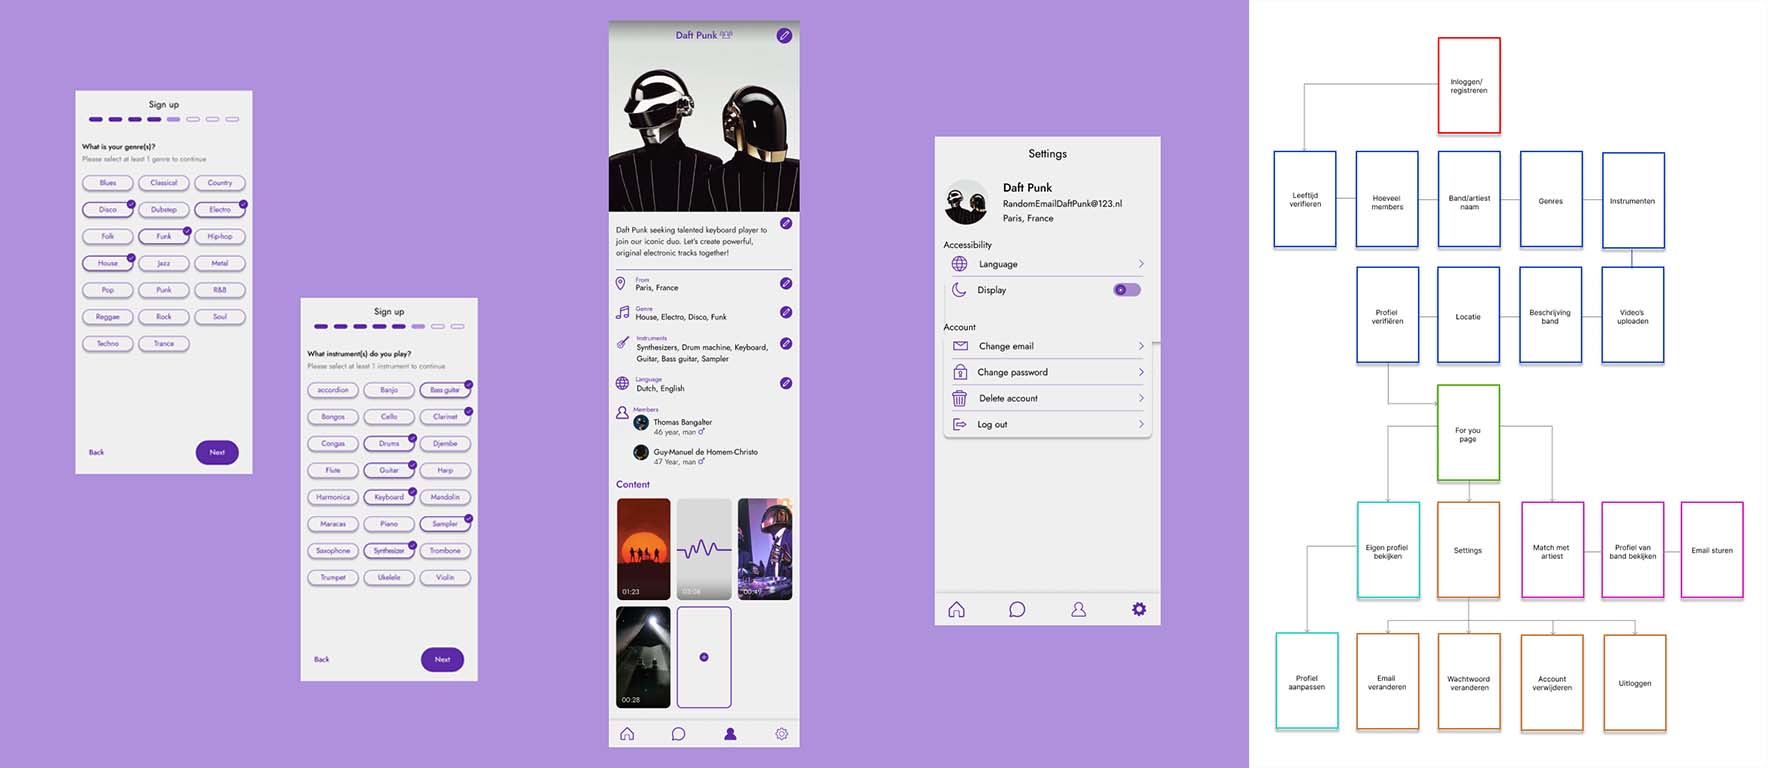 Sign up
What is your genre(s)?
Please select at least 1 genre to continue
Blues Classical Country
Disco Dubstep Electro
Folk Funk Hip-hop
House Jazz Metal
Pop Punk R&B
Reggae Rock Soul
Techno Trance
Back Next
Sign up
What instrument(s) do you play?
Please select at least 1 instrument to continue
accordion Banjo Bass guitar
Bongos Cello Clarinet
Congas Drums Djembe
Flute Guitar Harp
Harmonica Keyboard Mandolin
Maracas Piano Sampler
Saxophone Synthesizer Trombone
Trumpet Ukelele Violin
Back Next
Daft Punk
Daft Punk seeking talented keyboard player to
join our iconic duo. Let's create powerful,
original electronic tracks together!
From
Paris, France
Genre
House, Electro, Disco, Funk
Instruments
Synthesizers, Drum machine, Keyboard,
Guitar, Bass guitar, Sampler
Language
Dutch, English
Members
Thomas Bangalter
46 year, man
Guy-Manuel de Homem-Christo
47 Year, man
Content
01:23 03:06 00:49
00:28
Settings
Daft Punk
RandomEmailDaftPunk@123.nl
Paris, France
Accessibility
Language
Display
Account
Change email
Change password
Delete account
Log out
Inloggen/
registreren
Leeftijd
verifieren
Hoeveel
members
Band/artiest
naam
Genres
Instrumenten
Profiel
verifiëren
Locatie
Beschrijving
band
Video's
uploaden
For you
page
Eigen profiel
bekijken
Settings
Match met
artiest
Profiel van
band bekijken
Email sturen
Profiel
aanpassen
Email
veranderen
Wachtwoord
veranderen
Account
verwijderen
Uitloggen